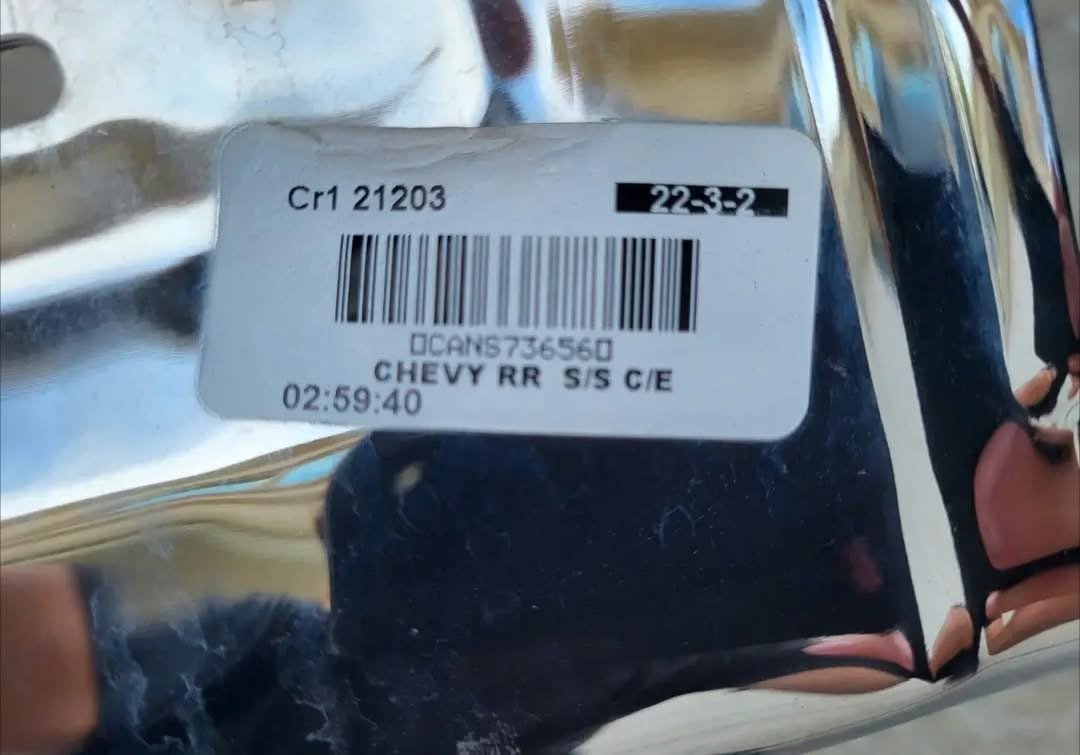 Cr1 21203
22-3-2
▯CANS73656▯
CHEVY RR S/S C/E
02:59:40